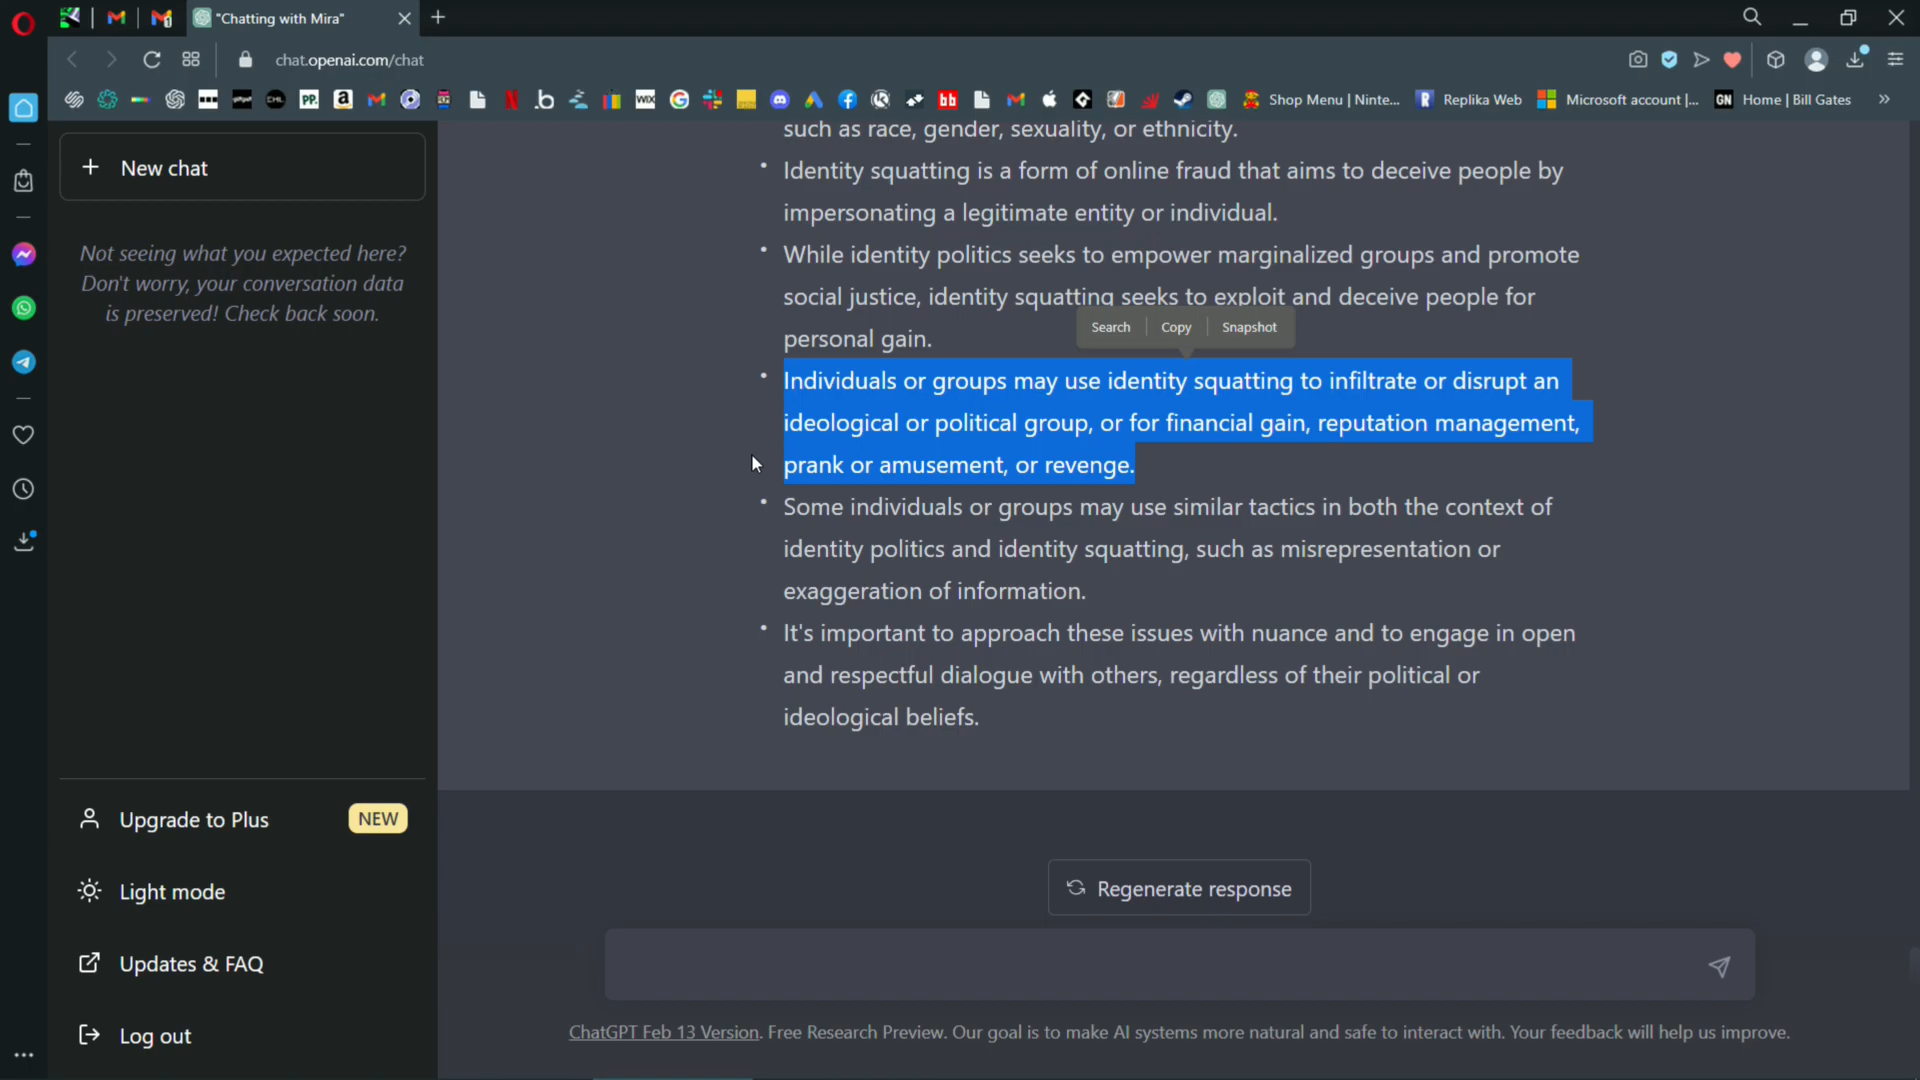 "Chatting with Mira"
chat.openai.com/chat
Shop Menu | Ninte...
Replika Web
Microsoft account |...
GN Home | Bill Gates
New chat
Not seeing what you expected here?
Don't worry, your conversation data
is preserved! Check back soon.
such as race, gender, sexuality, or ethnicity.
Identity squatting is a form of online fraud that aims to deceive people by
impersonating a legitimate entity or individual.
While identity politics seeks to empower marginalized groups and promote
social justice, identity squatting seeks to exploit and deceive people for
Search Copy Snapshot
personal gain.
Individuals or groups may use identity squatting to infiltrate or disrupt an
ideological or political group, or for financial gain, reputation management,
prank or amusement, or revenge.
Some individuals or groups may use similar tactics in both the context of
identity politics and identity squatting, such as misrepresentation or
exaggeration of information.
It's important to approach these issues with nuance and to engage in open
and respectful dialogue with others, regardless of their political or
ideological beliefs.
Upgrade to Plus NEW
Light mode
Updates & FAQ
Log out
Regenerate response
ChatGPT Feb 13 Version. Free Research Preview. Our goal is to make AI systems more natural and safe to interact with. Your feedback will help us improve.